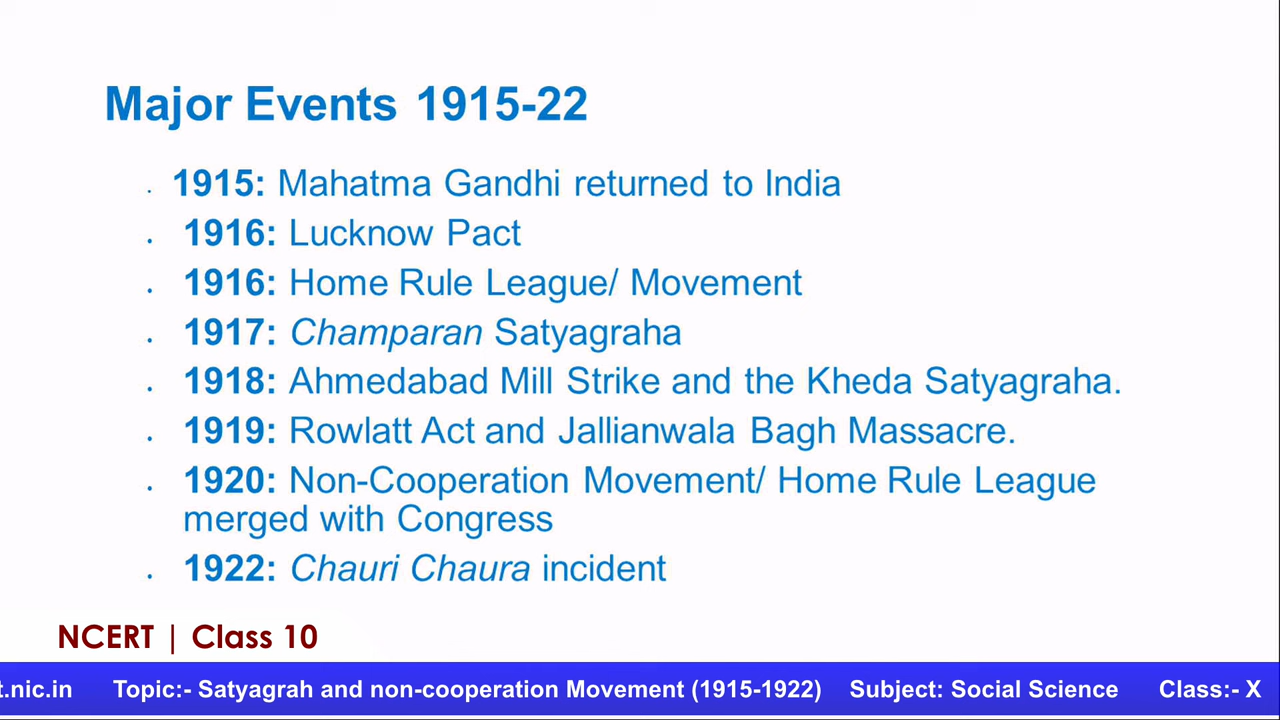 Major Events 1915-22
· 1915: Mahatma Gandhi returned to India
· 1916: Lucknow Pact
· 1916: Home Rule League/ Movement
· 1917: Champaran Satyagraha
· 1918: Ahmedabad Mill Strike and the Kheda Satyagraha.
· 1919: Rowlatt Act and Jallianwala Bagh Massacre.
· 1920: Non-Cooperation Movement/ Home Rule League
merged with Congress
· 1922: Chauri Chaura incident
NCERT | Class 10
t.nic.in Topic:- Satyagrah and non-cooperation Movement (1915-1922) Subject: Social Science Class:- X